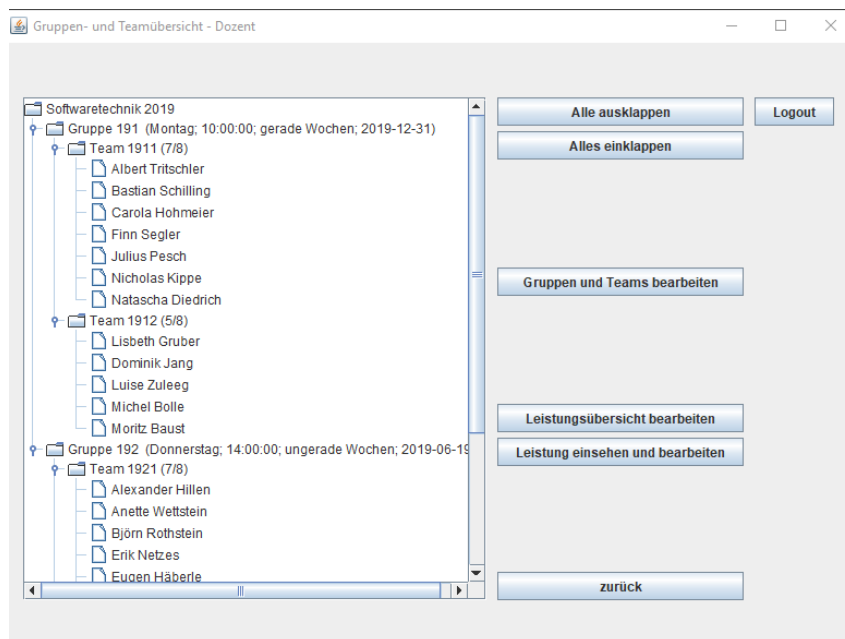 Gruppen- und Teamübersicht - Dozent
Softwaretechnik 2019
Gruppe 191 (Montag; 10:00:00; gerade Wochen; 2019-12-31)
Team 1911 (7/8)
Albert Tritschler
Bastian Schilling
Carola Hohmeier
Finn Segler
Julius Pesch
Nicholas Kippe
Natascha Diedrich
Team 1912 (5/8)
Lisbeth Gruber
Dominik Jang
Luise Zuleeg
Michel Bolle
Moritz Baust
Gruppe 192 (Donnerstag; 14:00:00; ungerade Wochen; 2019-06-19
Team 1921 (7/8)
Alexander Hillen
Anette Wettstein
Björn Rothstein
Erik Netzes
Eugen Häberle
Alle ausklappen
Logout
Alles einklappen
Gruppen und Teams bearbeiten
Leistungsübersicht bearbeiten
Leistung einsehen und bearbeiten
zurück